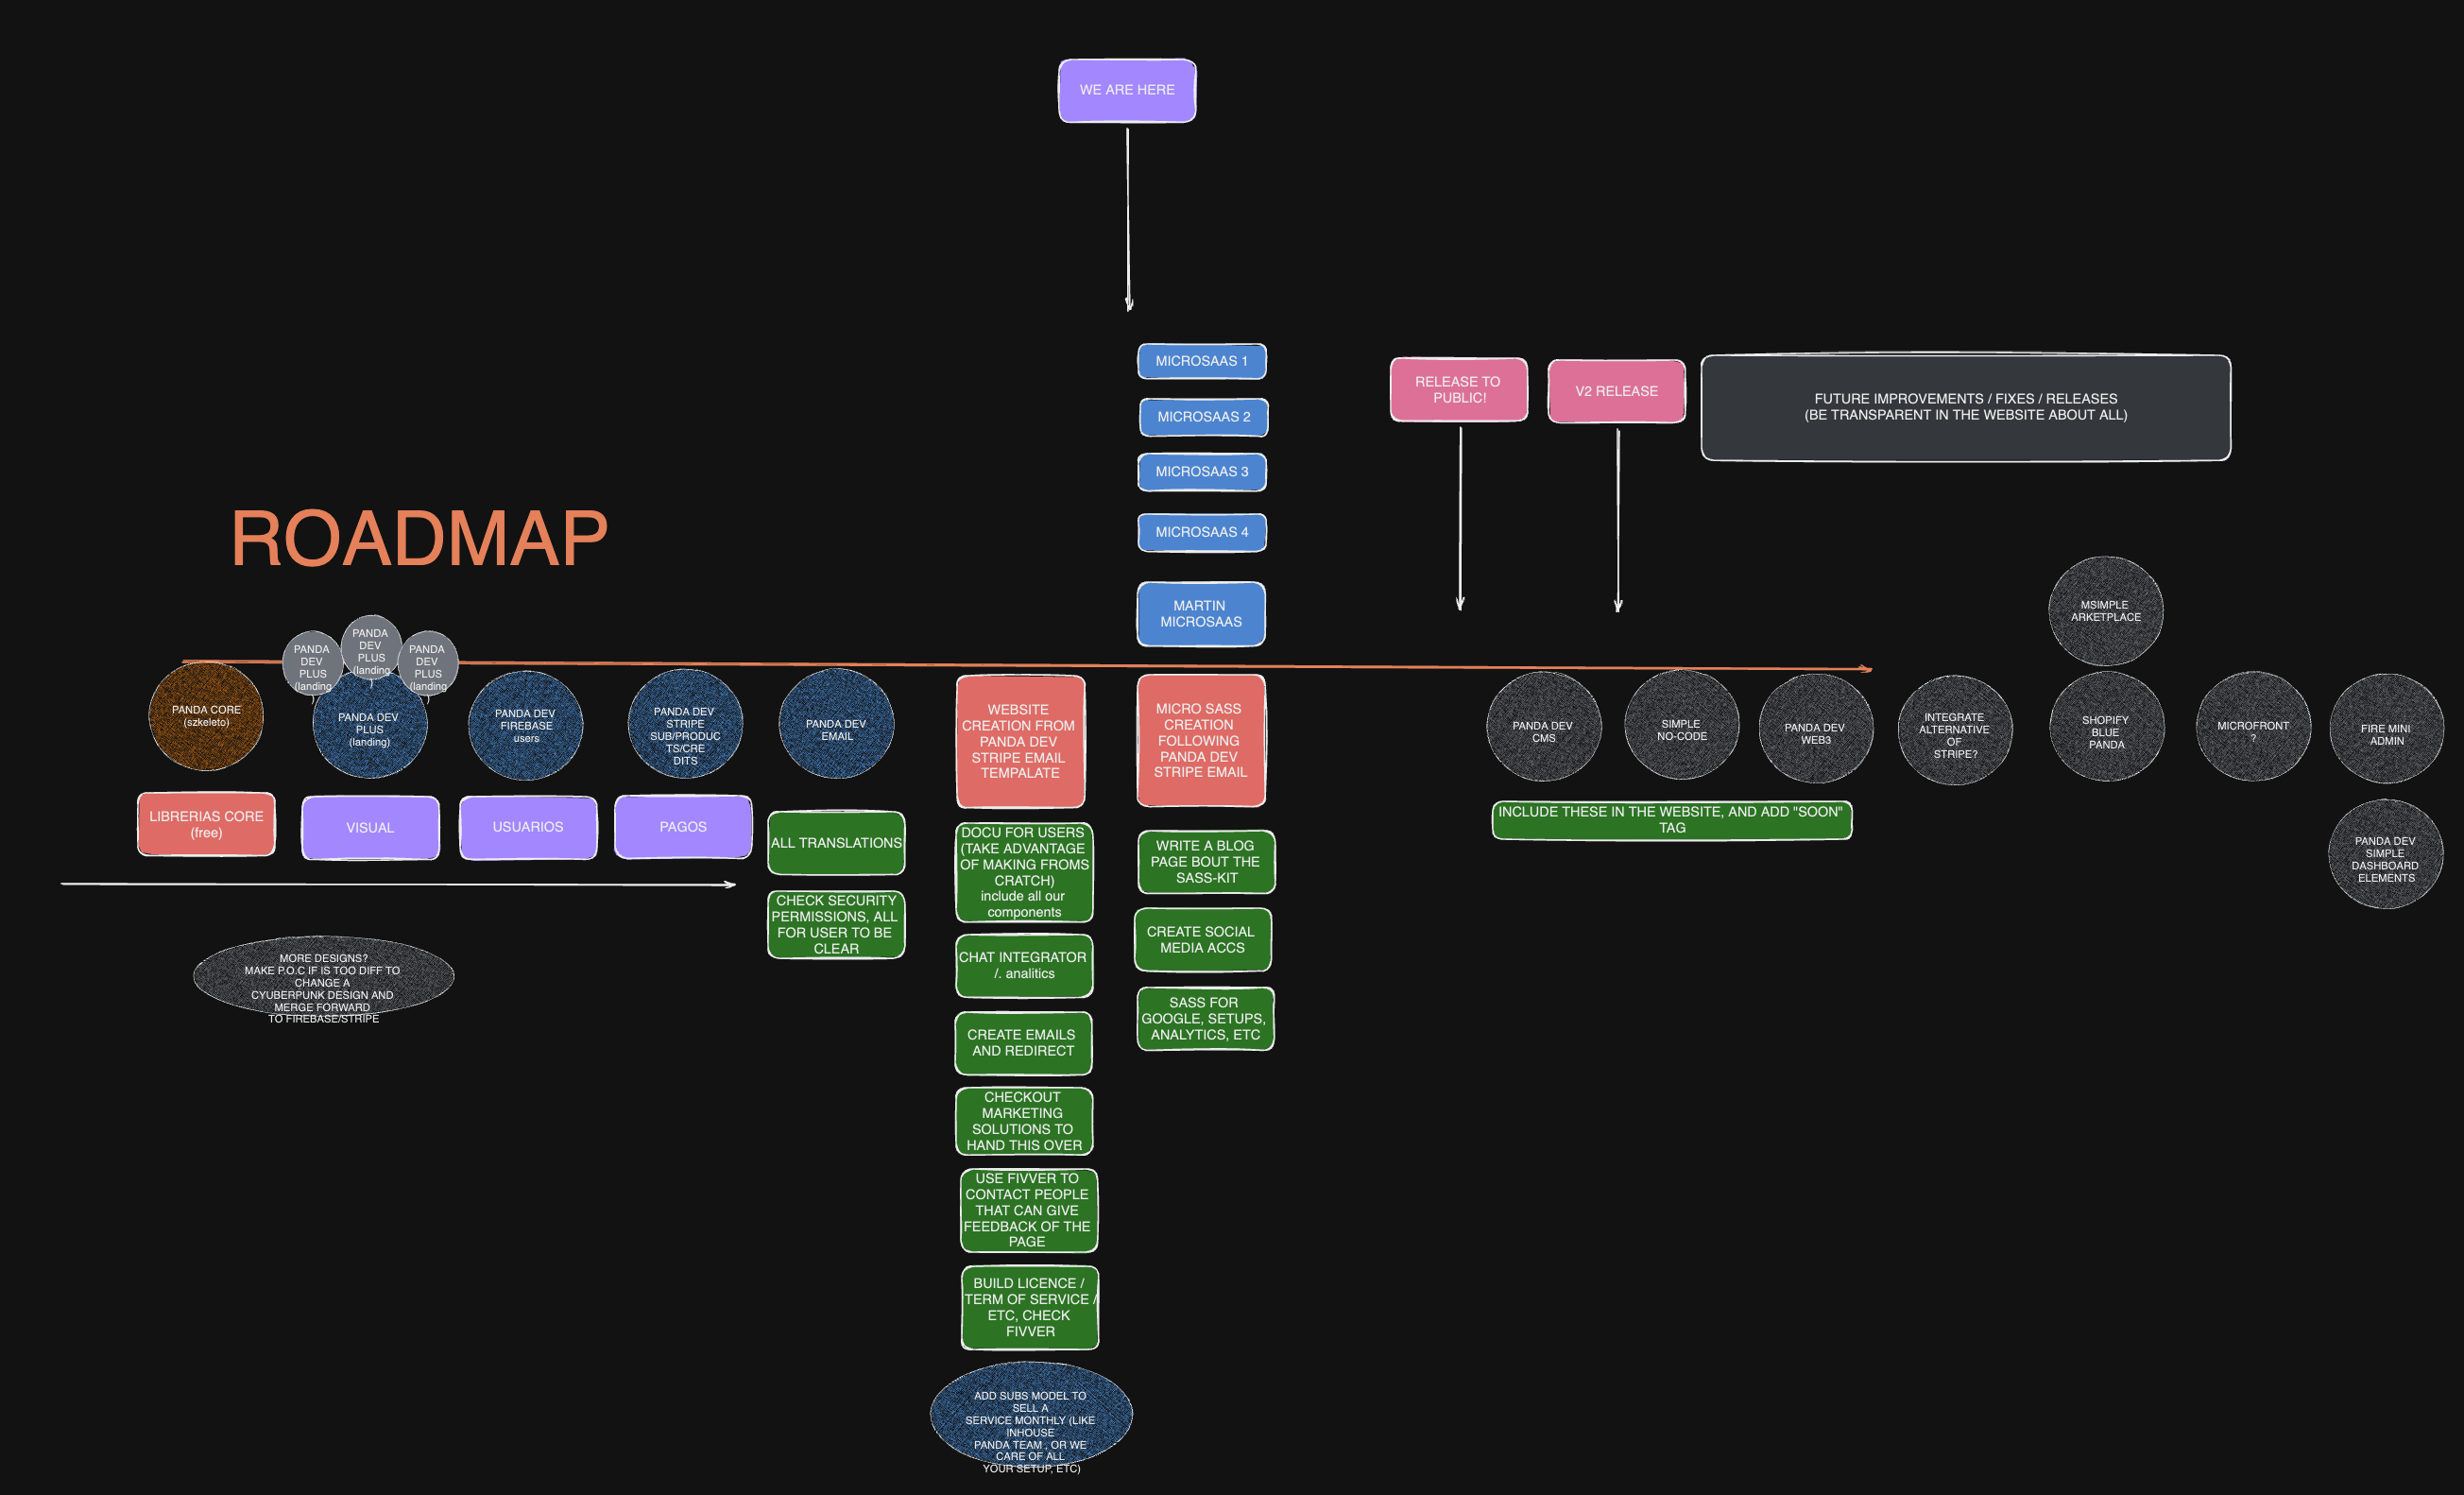 WE ARE HERE
MICROSAAS 1
MICROSAAS 2
MICROSAAS 3
MICROSAAS 4
MARTIN
MICROSAAS
RELEASE TO
PUBLIC!
V2 RELEASE
FUTURE IMPROVEMENTS / FIXES / RELEASES
(BE TRANSPARENT IN THE WEBSITE ABOUT ALL)
ROADMAP
MSIMPLE
ARKETPLACE
PANDA
DEV
PLUS
(landing
)
PANDA
DEV
PLUS
(landing
)
PANDA
DEV
PLUS
(landing
)
PANDA CORE
(szkeleto)
PANDA DEV
PLUS
(landing)
PANDA DEV
FIREBASE
users
PANDA DEV
STRIPE
SUB/PRODUC
TS/CRE
DITS
PANDA DEV
EMAIL
WEBSITE
CREATION FROM
PANDA DEV
STRIPE EMAIL
TEMPALATE
MICRO SASS
CREATION
FOLLOWING
PANDA DEV
STRIPE EMAIL
PANDA DEV
CMS
SIMPLE
NO-CODE
PANDA DEV
WEB3
INTEGRATE
ALTERNATIVE
OF
STRIPE?
SHOPIFY
BLUE
PANDA
MICROFRONT
?
FIRE MINI
ADMIN
LIBRERIAS CORE
(free)
VISUAL
USUARIOS
PAGOS
ALL TRANSLATIONS
CHECK SECURITY
PERMISSIONS, ALL
FOR USER TO BE
CLEAR
DOCU FOR USERS
(TAKE ADVANTAGE
OF MAKING FROMS
CRATCH)
include all our
components
CHAT INTEGRATOR
/. analitics
CREATE EMAILS
AND REDIRECT
CHECKOUT
MARKETING
SOLUTIONS TO
HAND THIS OVER
USE FIVVER TO
CONTACT PEOPLE
THAT CAN GIVE
FEEDBACK OF THE
PAGE
BUILD LICENCE /
TERM OF SERVICE /
ETC, CHECK
FIVVER
ADD SUBS MODEL TO
SELL A
SERVICE MONTHLY (LIKE
INHOUSE
PANDA TEAM , OR WE
CARE OF ALL
YOUR SETUP, ETC)
WRITE A BLOG
PAGE BOUT THE
SASS-KIT
CREATE SOCIAL
MEDIA ACCS
SASS FOR
GOOGLE, SETUPS,
ANALYTICS, ETC
INCLUDE THESE IN THE WEBSITE, AND ADD "SOON"
TAG
PANDA DEV
SIMPLE
DASHBOARD
ELEMENTS
MORE DESIGNS?
MAKE P.O.C IF IS TOO DIFF TO
CHANGE A
CYUBERPUNK DESIGN AND
MERGE FORWARD
TO FIREBASE/STRIPE